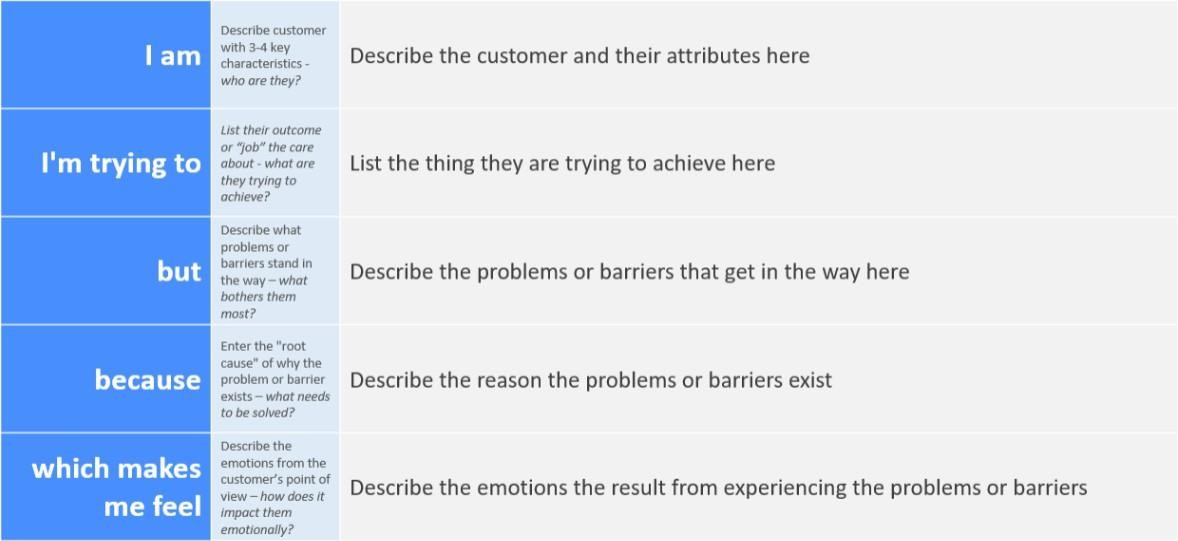 I am
Describe customer
with 3-4 key
characteristics -
who are they?
Describe the customer and their attributes here
I'm trying to
List their outcome
or “job” the care
about - what are
they trying to
achieve?
List the thing they are trying to achieve here
but
Describe what
problems or
barriers stand in
the way – what
bothers them
most?
Describe the problems or barriers that get in the way here
because
Enter the "root
cause" of why the
problem or barrier
exists – what needs
to be solved?
Describe the reason the problems or barriers exist
which makes
me feel
Describe the
emotions from the
customer’s point of
view – how does it
impact them
emotionally?
Describe the emotions the result from experiencing the problems or barriers